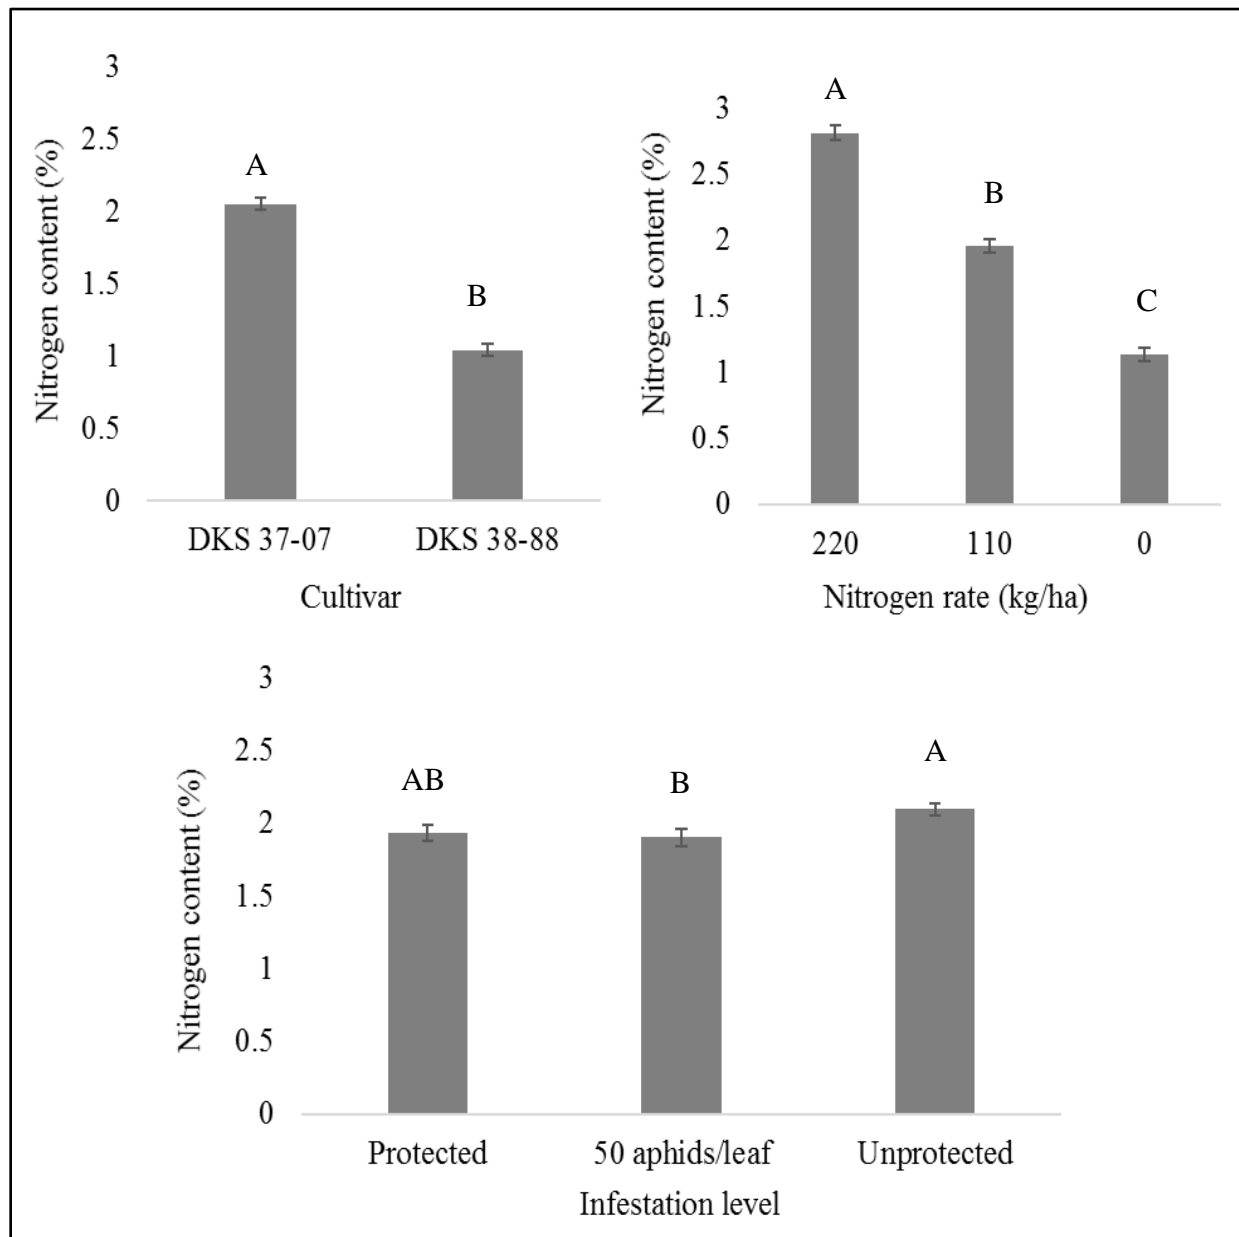 3
2.5
2
1.5
1
0.5
0
Nitrogen content (%)
A
B
DKS 37-07 DKS 38-88
Cultivar
3
2.5
2
1.5
1
0.5
0
Nitrogen content (%)
A
B
C
220 110 0
Nitrogen rate (kg/ha)
3
2.5
2
1.5
1
0.5
0
Nitrogen content (%)
AB
B
A
Protected 50 aphids/leaf Unprotected
Infestation level